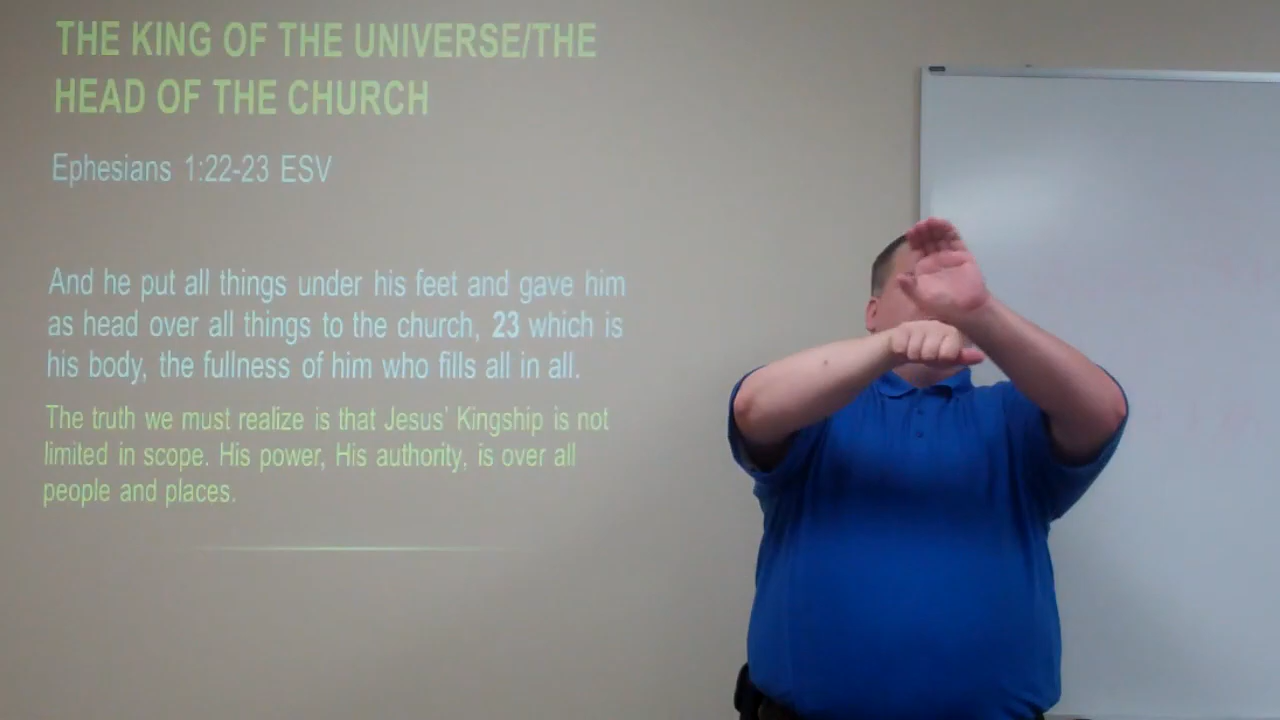 THE KING OF THE UNIVERSE/THE
HEAD OF THE CHURCH
Ephesians 1:22-23 ESV
And he put all things under his feet and gave him
as head over all things to the church, 23 which is
his body, the fullness of him who fills all in all.
The truth we must realize is that Jesus' Kingship is not
limited in scope. His power, His authority, is over all
people and places.